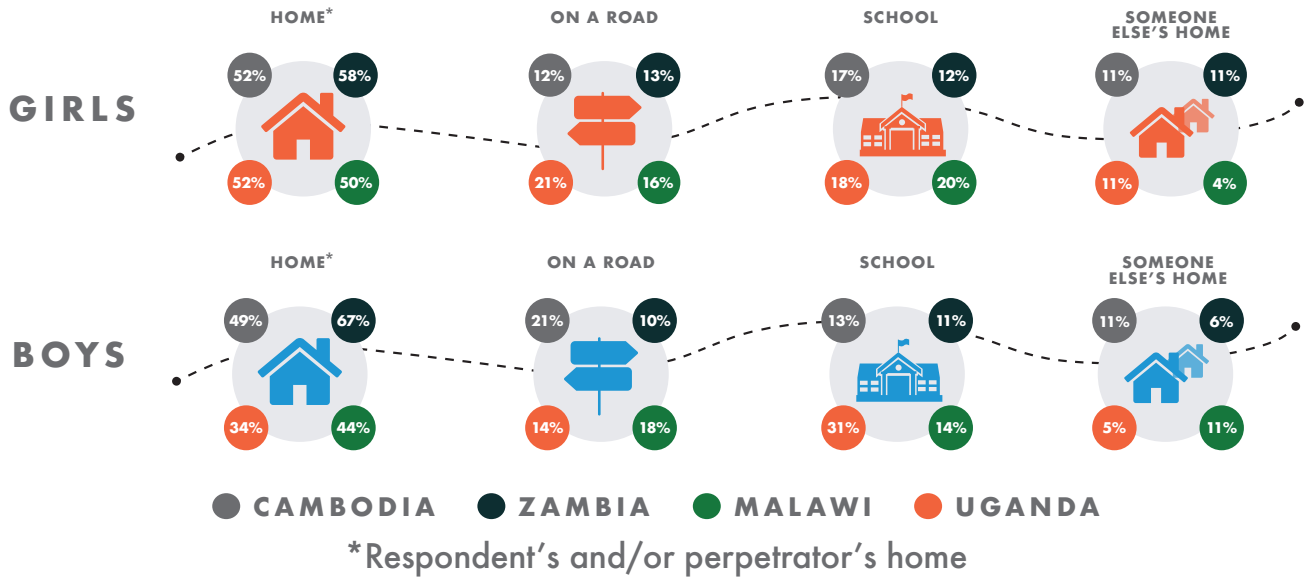 HOME* ON A ROAD SCHOOL SOMEONE
ELSE'S HOME
52% 58% 12% 13% 17% 12% 11% 11%
GIRLS
52% 50% 21% 16% 18% 20% 11% 4%
HOME* ON A ROAD SCHOOL SOMEONE
ELSE'S HOME
49% 67% 21% 10% 13% 11% 11% 6%
BOYS
34% 44% 14% 18% 31% 14% 5% 11%
CAMBODIA ZAMBIA MALAWI UGANDA
*Respondent's and/or perpetrator's home